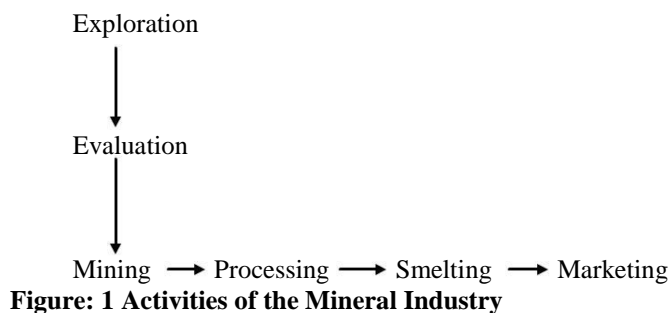 Exploration
Evaluation
Mining Processing Smelting Marketing
Figure: 1 Activities of the Mineral Industry